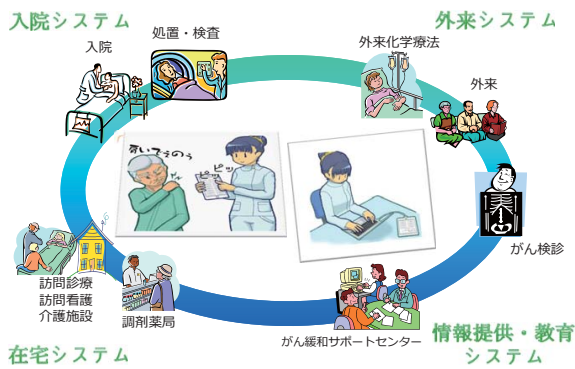 入院システム
外来システム
入院
処置・検査
外来化学療法
外来
ピッ
ピッ
がん検診
訪問診療
訪問看護
介護施設
調剤薬局
がん緩和サポートセンター
在宅システム
情報提供・教育
システム